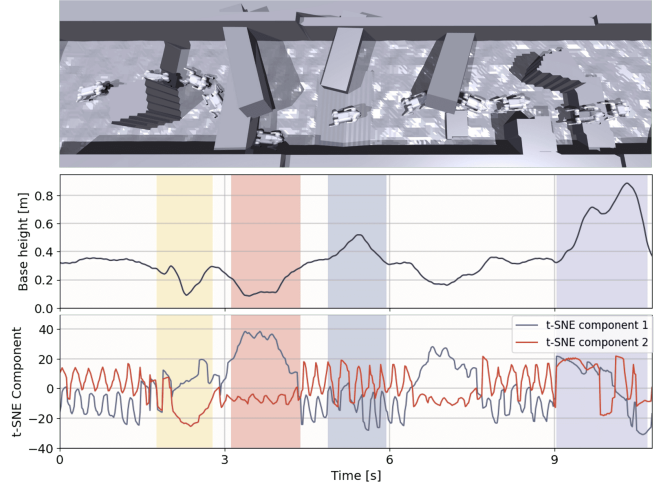 0.8
0.6
0.4
0.2
0.0
Base height [m]
40
20
0
−20
−40
t-SNE Component
t-SNE component 1
t-SNE component 2
0
3
6
9
Time [s]